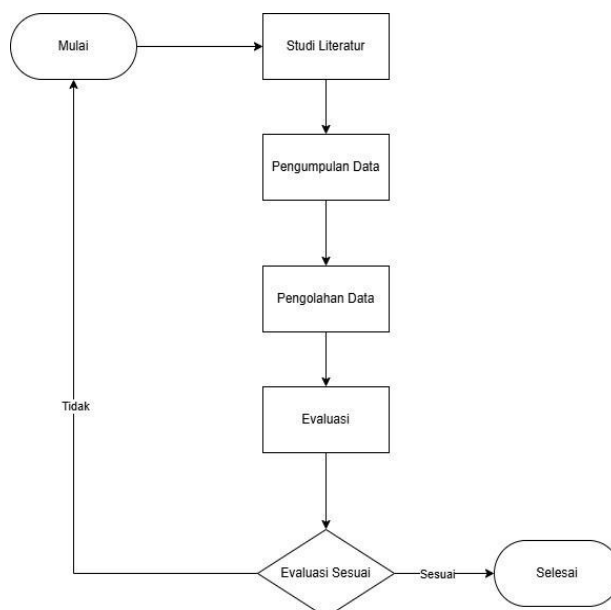 Mulai
Studi Literatur
Pengumpulan Data
Pengolahan Data
Evaluasi
Tidak
Evaluasi Sesuai
Sesuai
Selesai